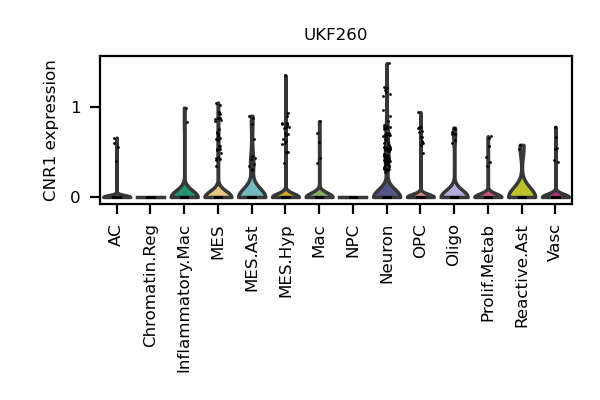 UKF260
CNR1 expression
1
0
AC
Chromatin.Reg
Inflammatory.Mac
MES
MES.Ast
MES.Hyp
Mac
NPC
Neuron
OPC
Oligo
Prolif.Metab
Reactive.Ast
Vasc